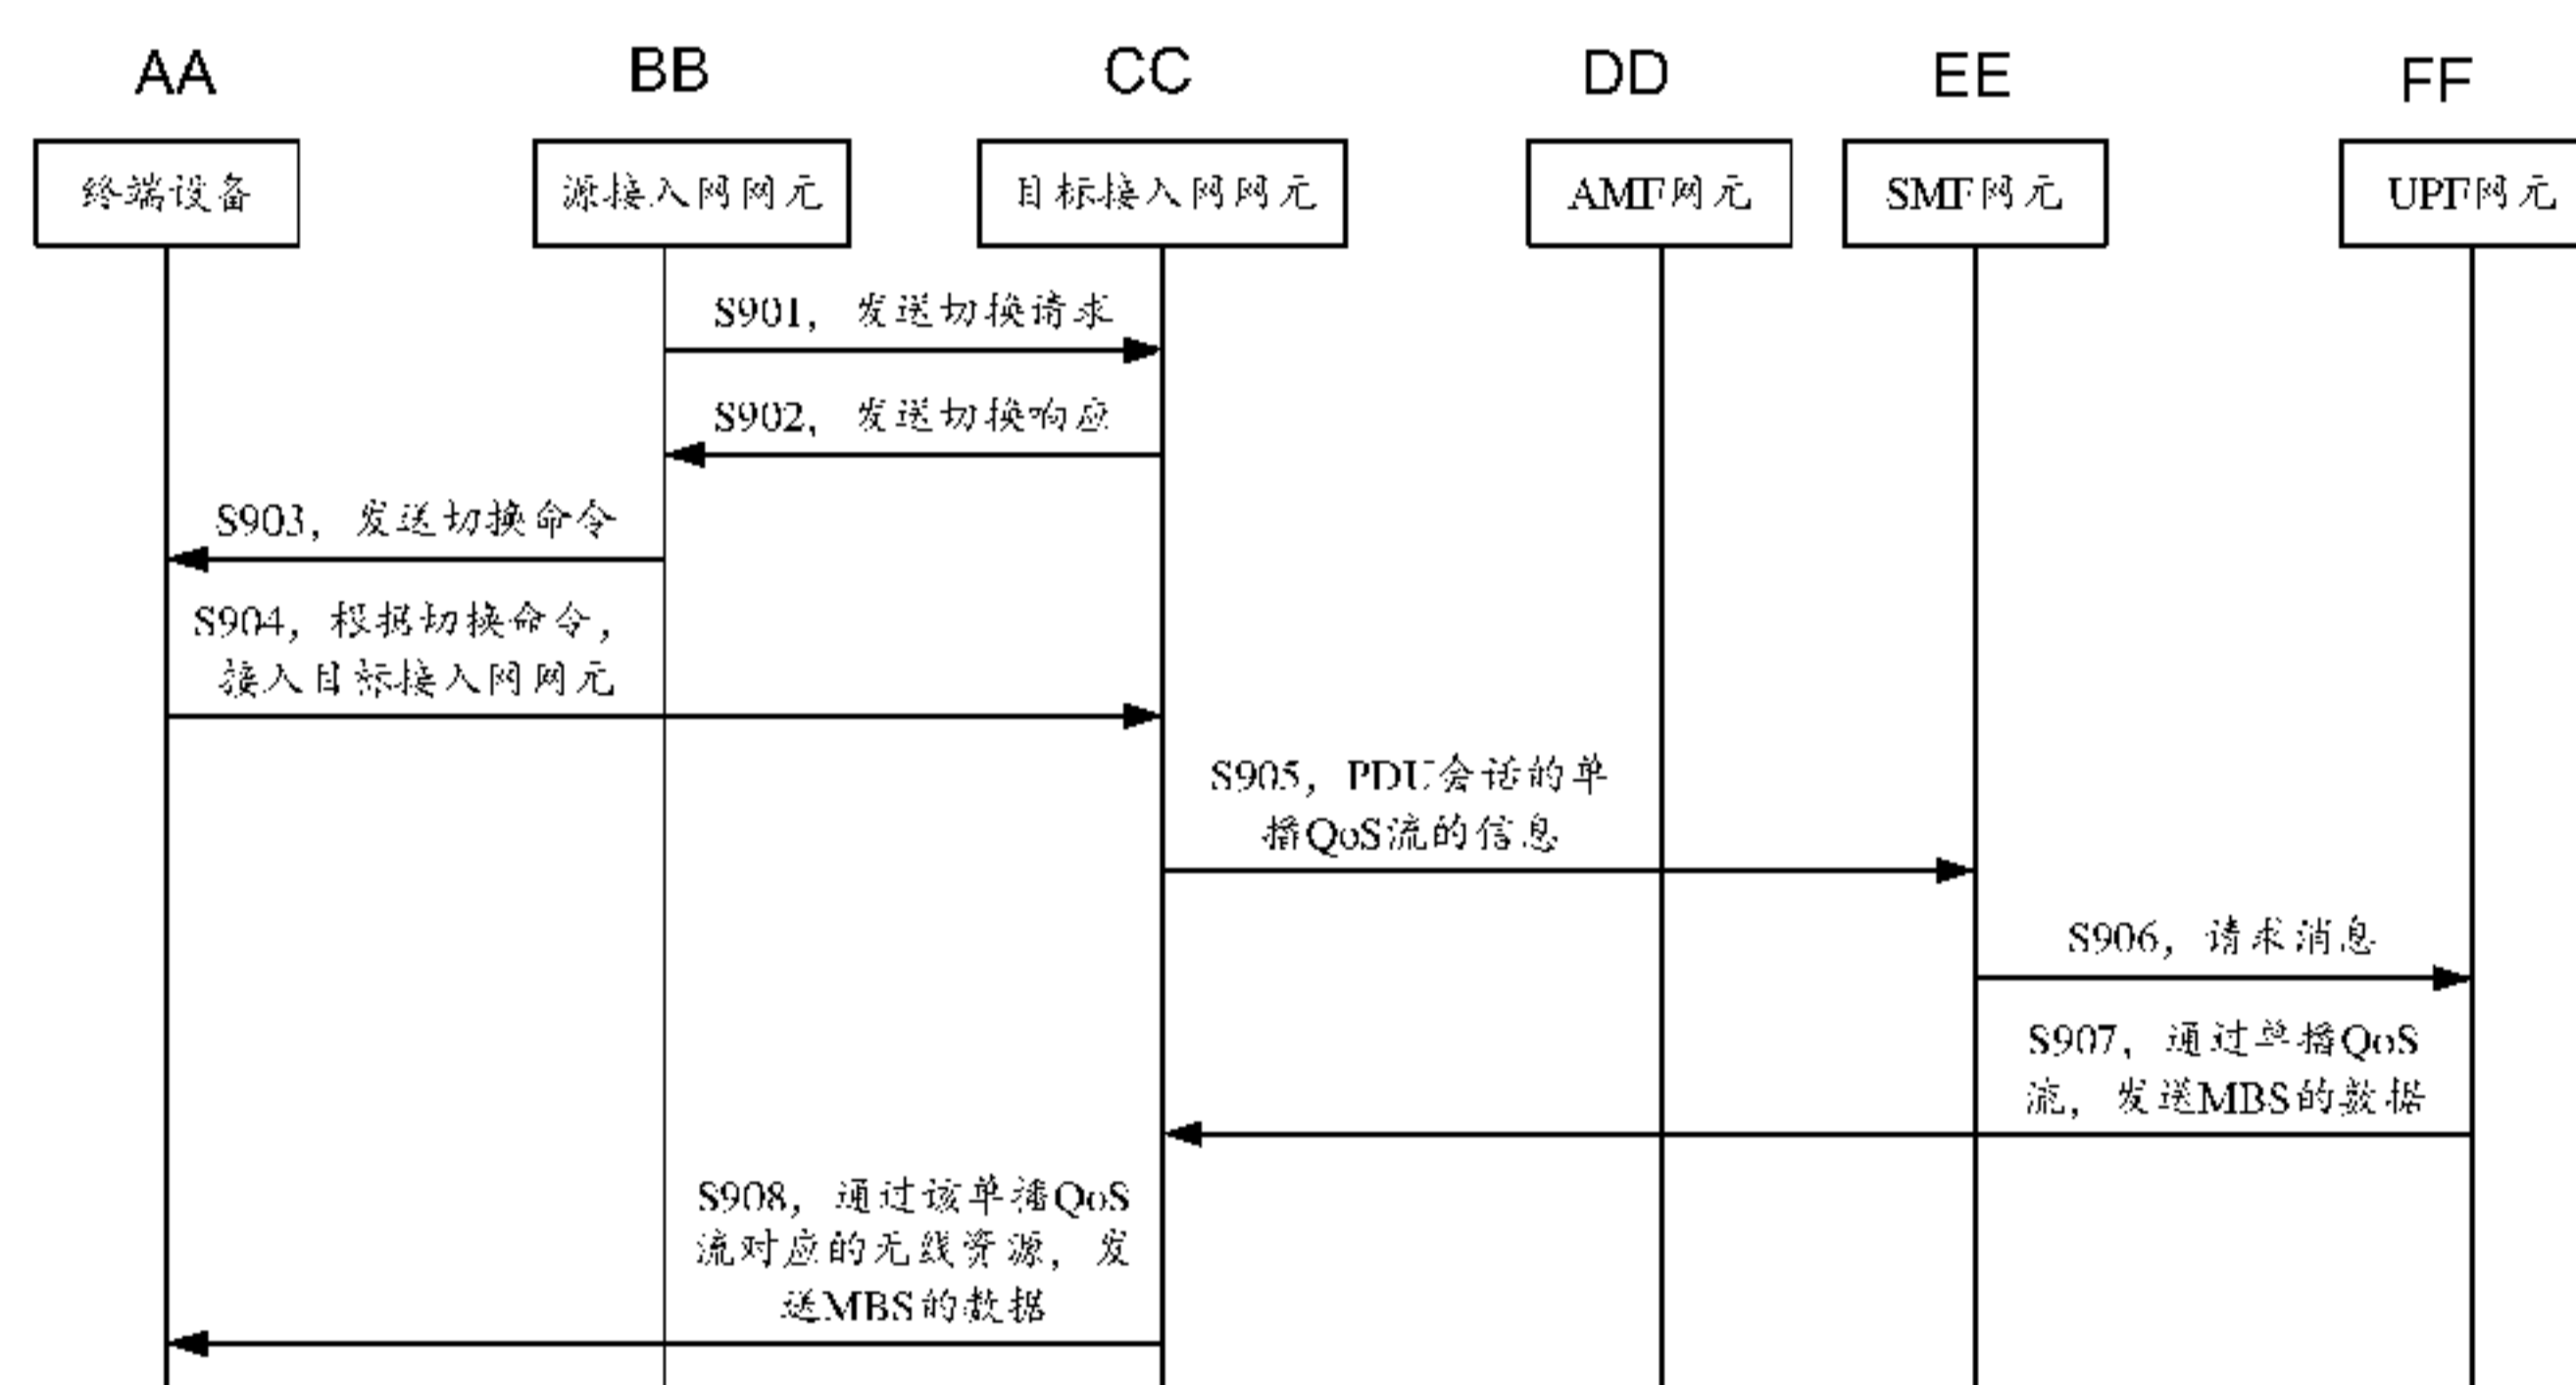 AA
BB
CC
DD
EE
FF
终端设备
源接入网网元
目标接入网网元
AMF网元
SMF网元
UPF网元
S901，发送切换请求
S902，发送切换响应
S903，发送切换命令
S904，根据切换命令，
接入目标接入网网元
S905，PDU会话的单
播QoS流的信息
S906，请求消息
S907，通过单播QoS
流，发送MBS的数据
S908，通过该单播QoS
流对应的无线资源，发
送MBS的数据